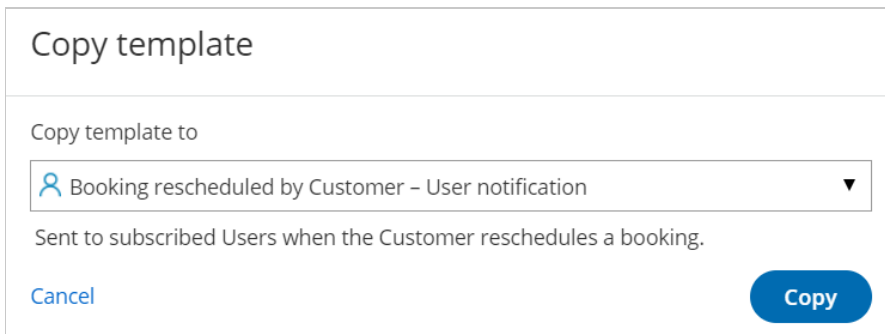 Copy template
Copy template to
Booking rescheduled by Customer – User notification
Sent to subscribed Users when the Customer reschedules a booking.
Cancel
Copy